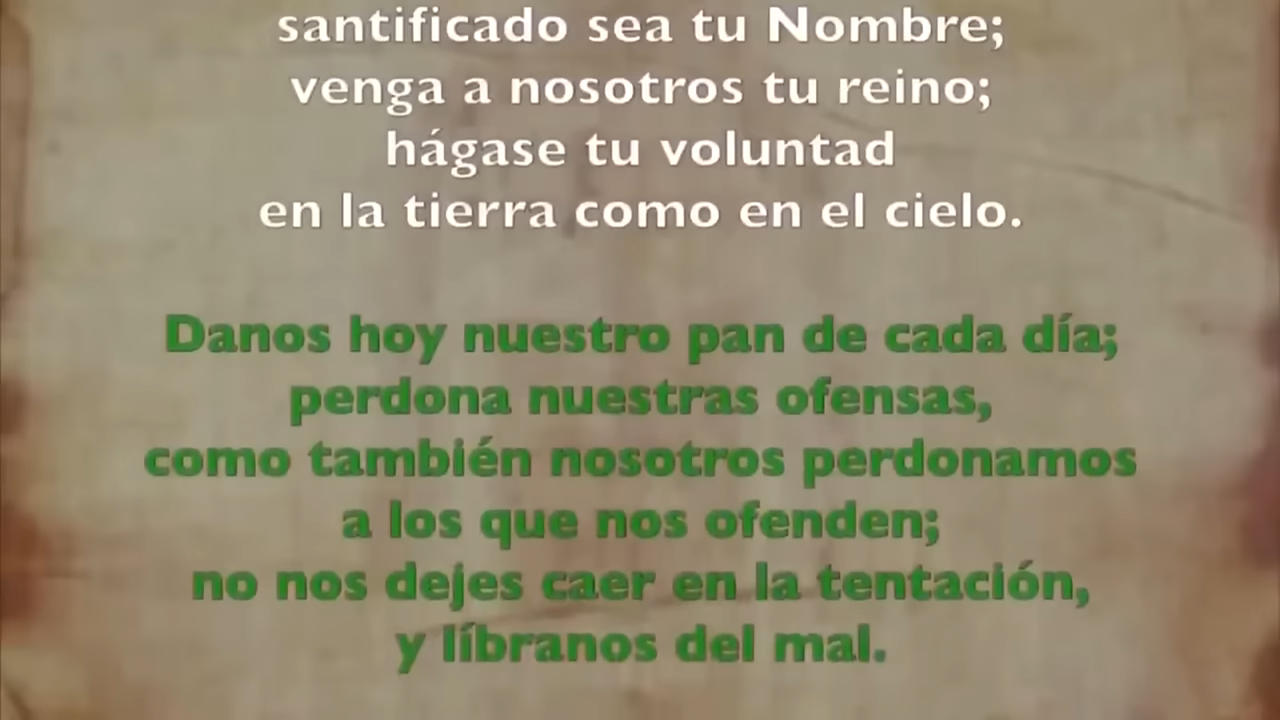 santificado sea tu Nombre;
venga a nosotros tu reino;
hágase tu voluntad
en la tierra como en el cielo.
Danos hoy nuestro pan de cada día;
perdona nuestras ofensas,
como también nosotros perdonamos
a los que nos ofenden;
no nos dejes caer en la tentación,
y líbranos del mal.